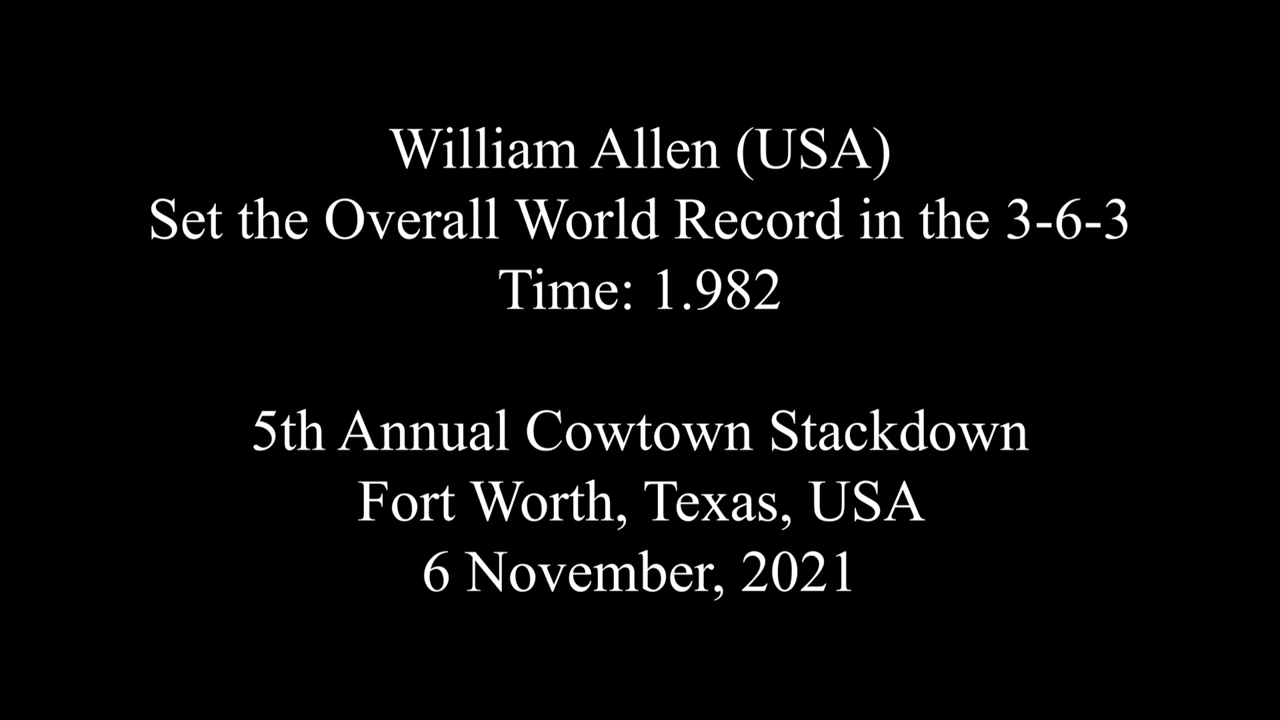 William Allen (USA)
Set the Overall World Record in the 3-6-3
Time: 1.982
5th Annual Cowtown Stackdown
Fort Worth, Texas, USA
6 November, 2021